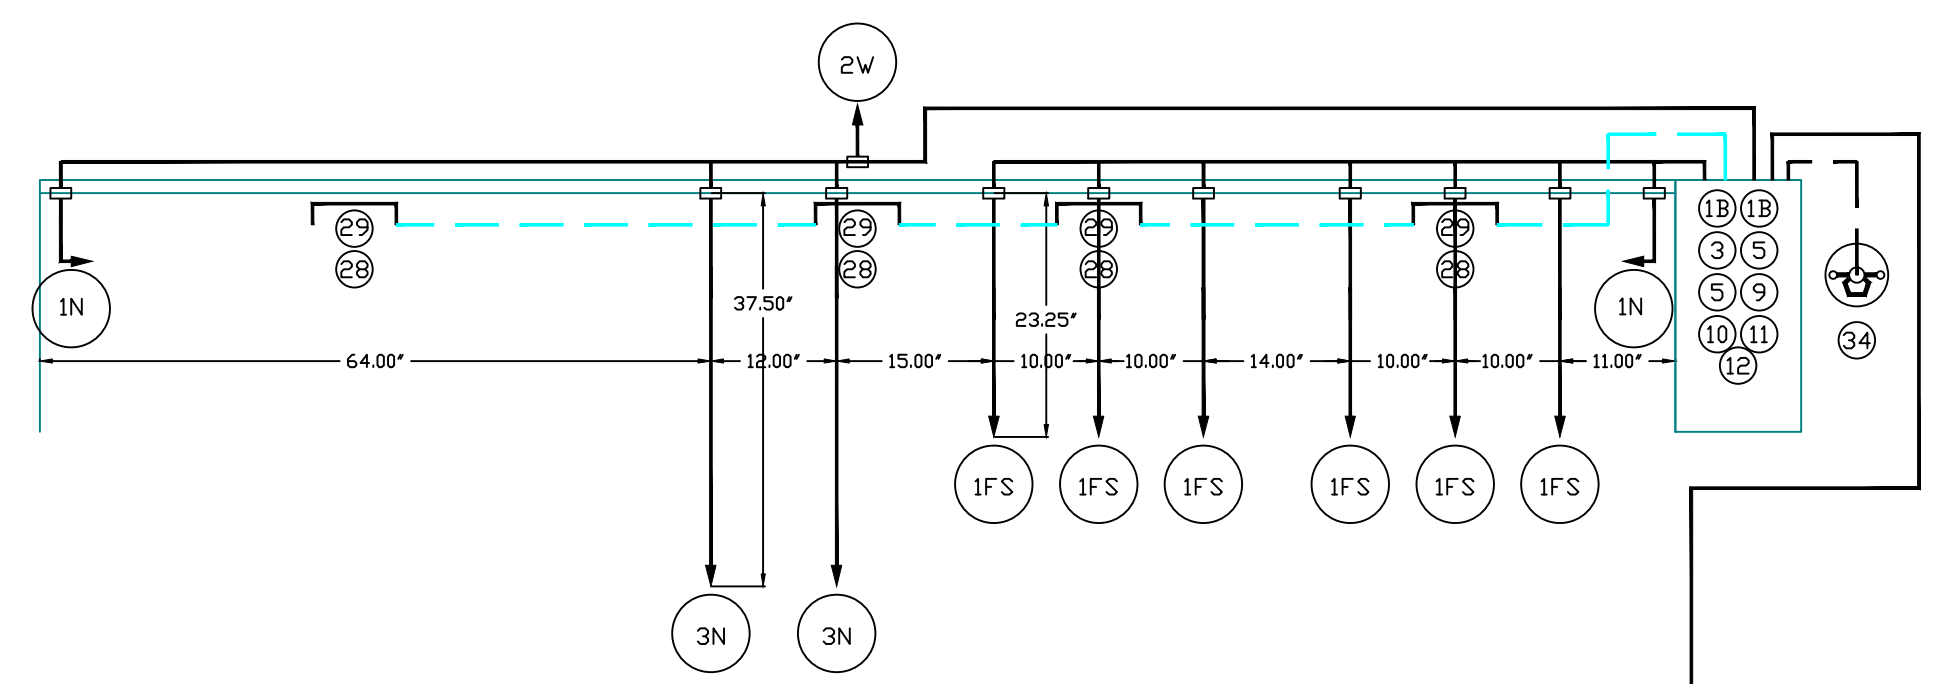 2W
1B 1B
29 29 29 29
3 5
28 28 28 28
5 9
1N 37.50" 23.25" 1N
10 11
34
64.00" 12.00" 15.00" 10.00" 10.00" 14.00" 10.00" 10.00" 11.00"
12
1FS 1FS 1FS 1FS 1FS 1FS
3N 3N